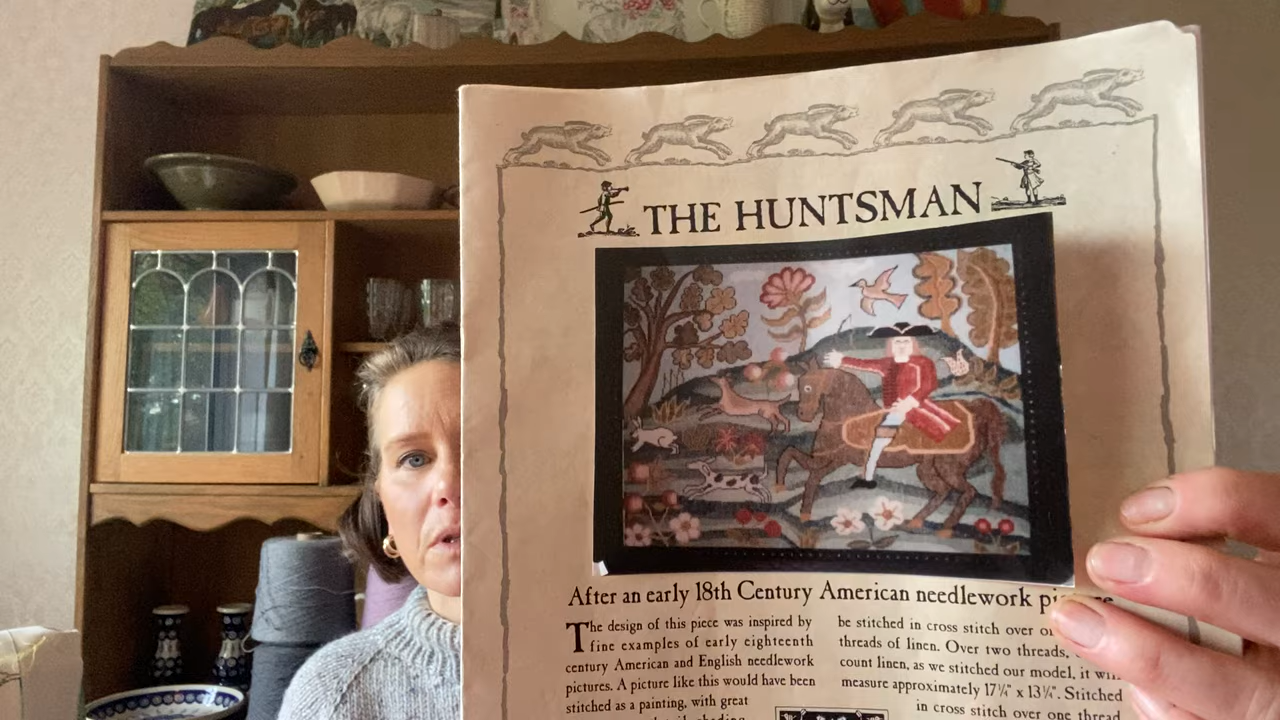 THE HUNTSMAN
After an early 18th Century American needlework
The design of this piece was inspired by
fine examples of early eighteenth
century American and English needlework
pictures. A picture like this would have been
stitched as a painting, with great
shading
be stitched in cross stitch over
threads of linen. Over two threads,
count linen, as we stitched our model, it will
measure approximately 17¼" x 13¼". Stitched
in cross stitch over one thread